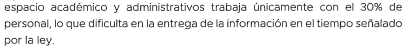 espacio académico y administrativos trabaja únicamente con el 30% de
personal, lo que dificulta en la entrega de la información en el tiempo señalado
por la ley.